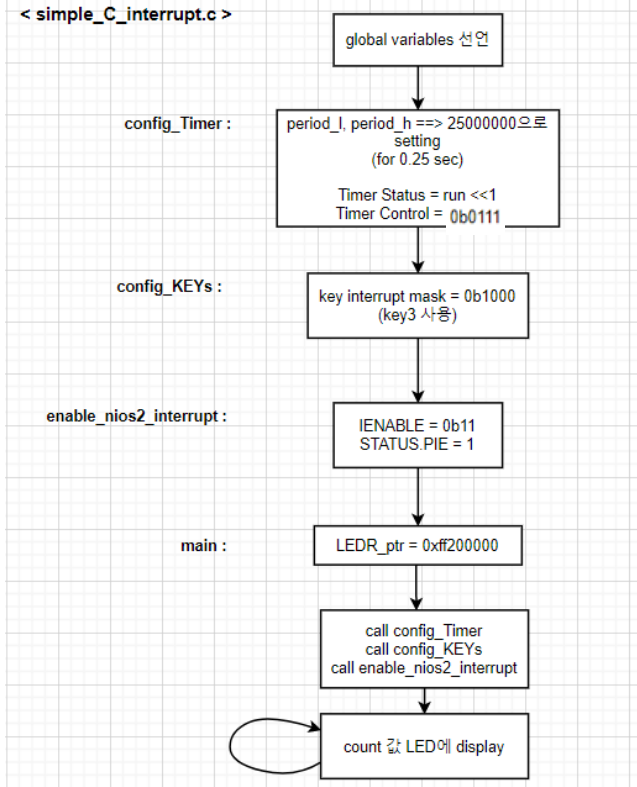 < simple_C_interrupt.c >
global variables 선언
config_Timer :
period_l, period_h ==> 25000000으로
setting
(for 0.25 sec)
Timer Status = run <<1
Timer Control = 0b0111
config_KEYs :
key interrupt mask = 0b1000
(key3 사용)
enable_nios2_interrupt :
IENABLE = 0b11
STATUS.PIE = 1
main :
LEDR_ptr = 0xff200000
call config_Timer
call config_KEYs
call enable_nios2_interrupt
count 값 LED에 display